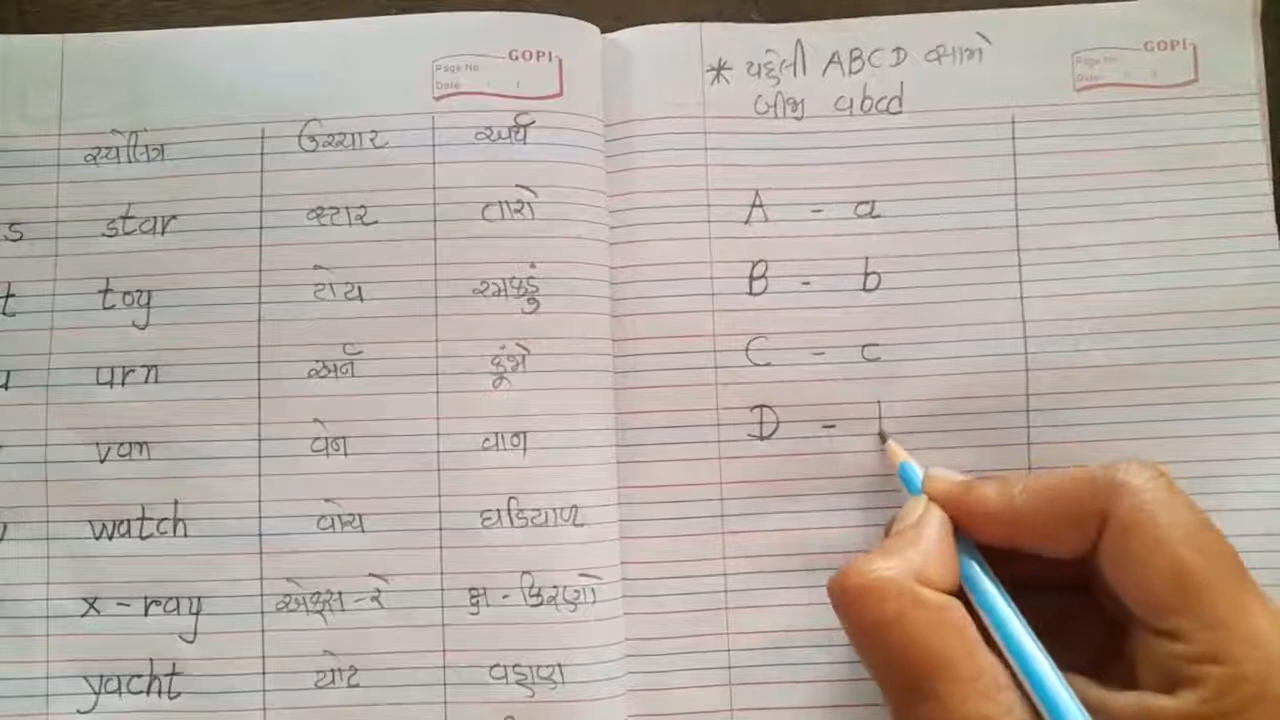 GOPI
Page No
Date
સ્પેલિંગ ઉચ્ચાર અર્થ
s star સ્ટાર તારો
t toy ટોય રમકડું
urn અર્ન કૂંજો
van વેન વાન
watch વોચ ઘડિયાળ
x-ray એક્સ-રે ક્ષ-કિરણો
yacht યોટ વહાણ
GOPI
Page No
Date
* પહેલી ABCD સામે
બીજી abcd
A - a
B - b
C - c
D -